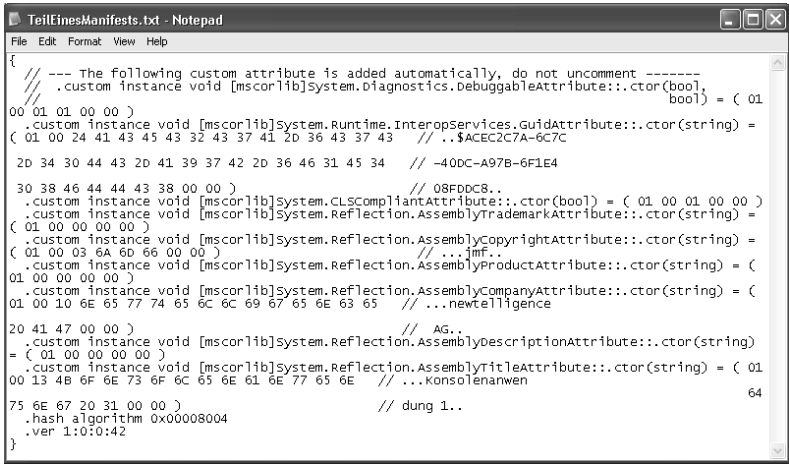 TeilEinesManifests.txt - Notepad
File Edit Format View Help
{
// --- The following custom attribute is added automatically, do not uncomment -------
// .custom instance void [mscorlib]System.Diagnostics.DebuggableAttribute::.ctor(bool,
// bool) = ( 01
00 01 01 00 00 )
.custom instance void [mscorlib]System.Runtime.InteropServices.GuidAttribute::.ctor(string) =
( 01 00 24 41 43 45 43 32 43 37 41 2D 36 43 37 43 // ..$ACEC2C7A-6C7C
2D 34 30 44 43 2D 41 39 37 42 2D 36 46 31 45 34 // -40DC-A97B-6F1E4
30 38 46 44 44 43 38 00 00 ) // 08FDDC8..
.custom instance void [mscorlib]System.CLSCompliantAttribute::.ctor(bool) = ( 01 00 01 00 00 )
.custom instance void [mscorlib]System.Reflection.AssemblyTrademarkAttribute::.ctor(string) =
( 01 00 00 00 00 )
.custom instance void [mscorlib]System.Reflection.AssemblyCopyrightAttribute::.ctor(string) =
( 01 00 03 6A 6D 66 00 00 ) // ...jmf..
.custom instance void [mscorlib]System.Reflection.AssemblyProductAttribute::.ctor(string) = (
01 00 00 00 00 )
.custom instance void [mscorlib]System.Reflection.AssemblyCompanyAttribute::.ctor(string) = (
01 00 10 6E 65 77 74 65 6C 6C 69 67 65 6E 63 65 // ...newtelligence
20 41 47 00 00 ) // AG..
.custom instance void [mscorlib]System.Reflection.AssemblyDescriptionAttribute::.ctor(string)
= ( 01 00 00 00 00 )
.custom instance void [mscorlib]System.Reflection.AssemblyTitleAttribute::.ctor(string) = ( 01
00 13 4B 6F 6E 73 6F 6C 65 6E 61 6E 77 65 6E // ...Konsolenanwen
64
75 6E 67 20 31 00 00 ) // dung 1..
.hash algorithm 0x00008004
.ver 1:0:0:42
}